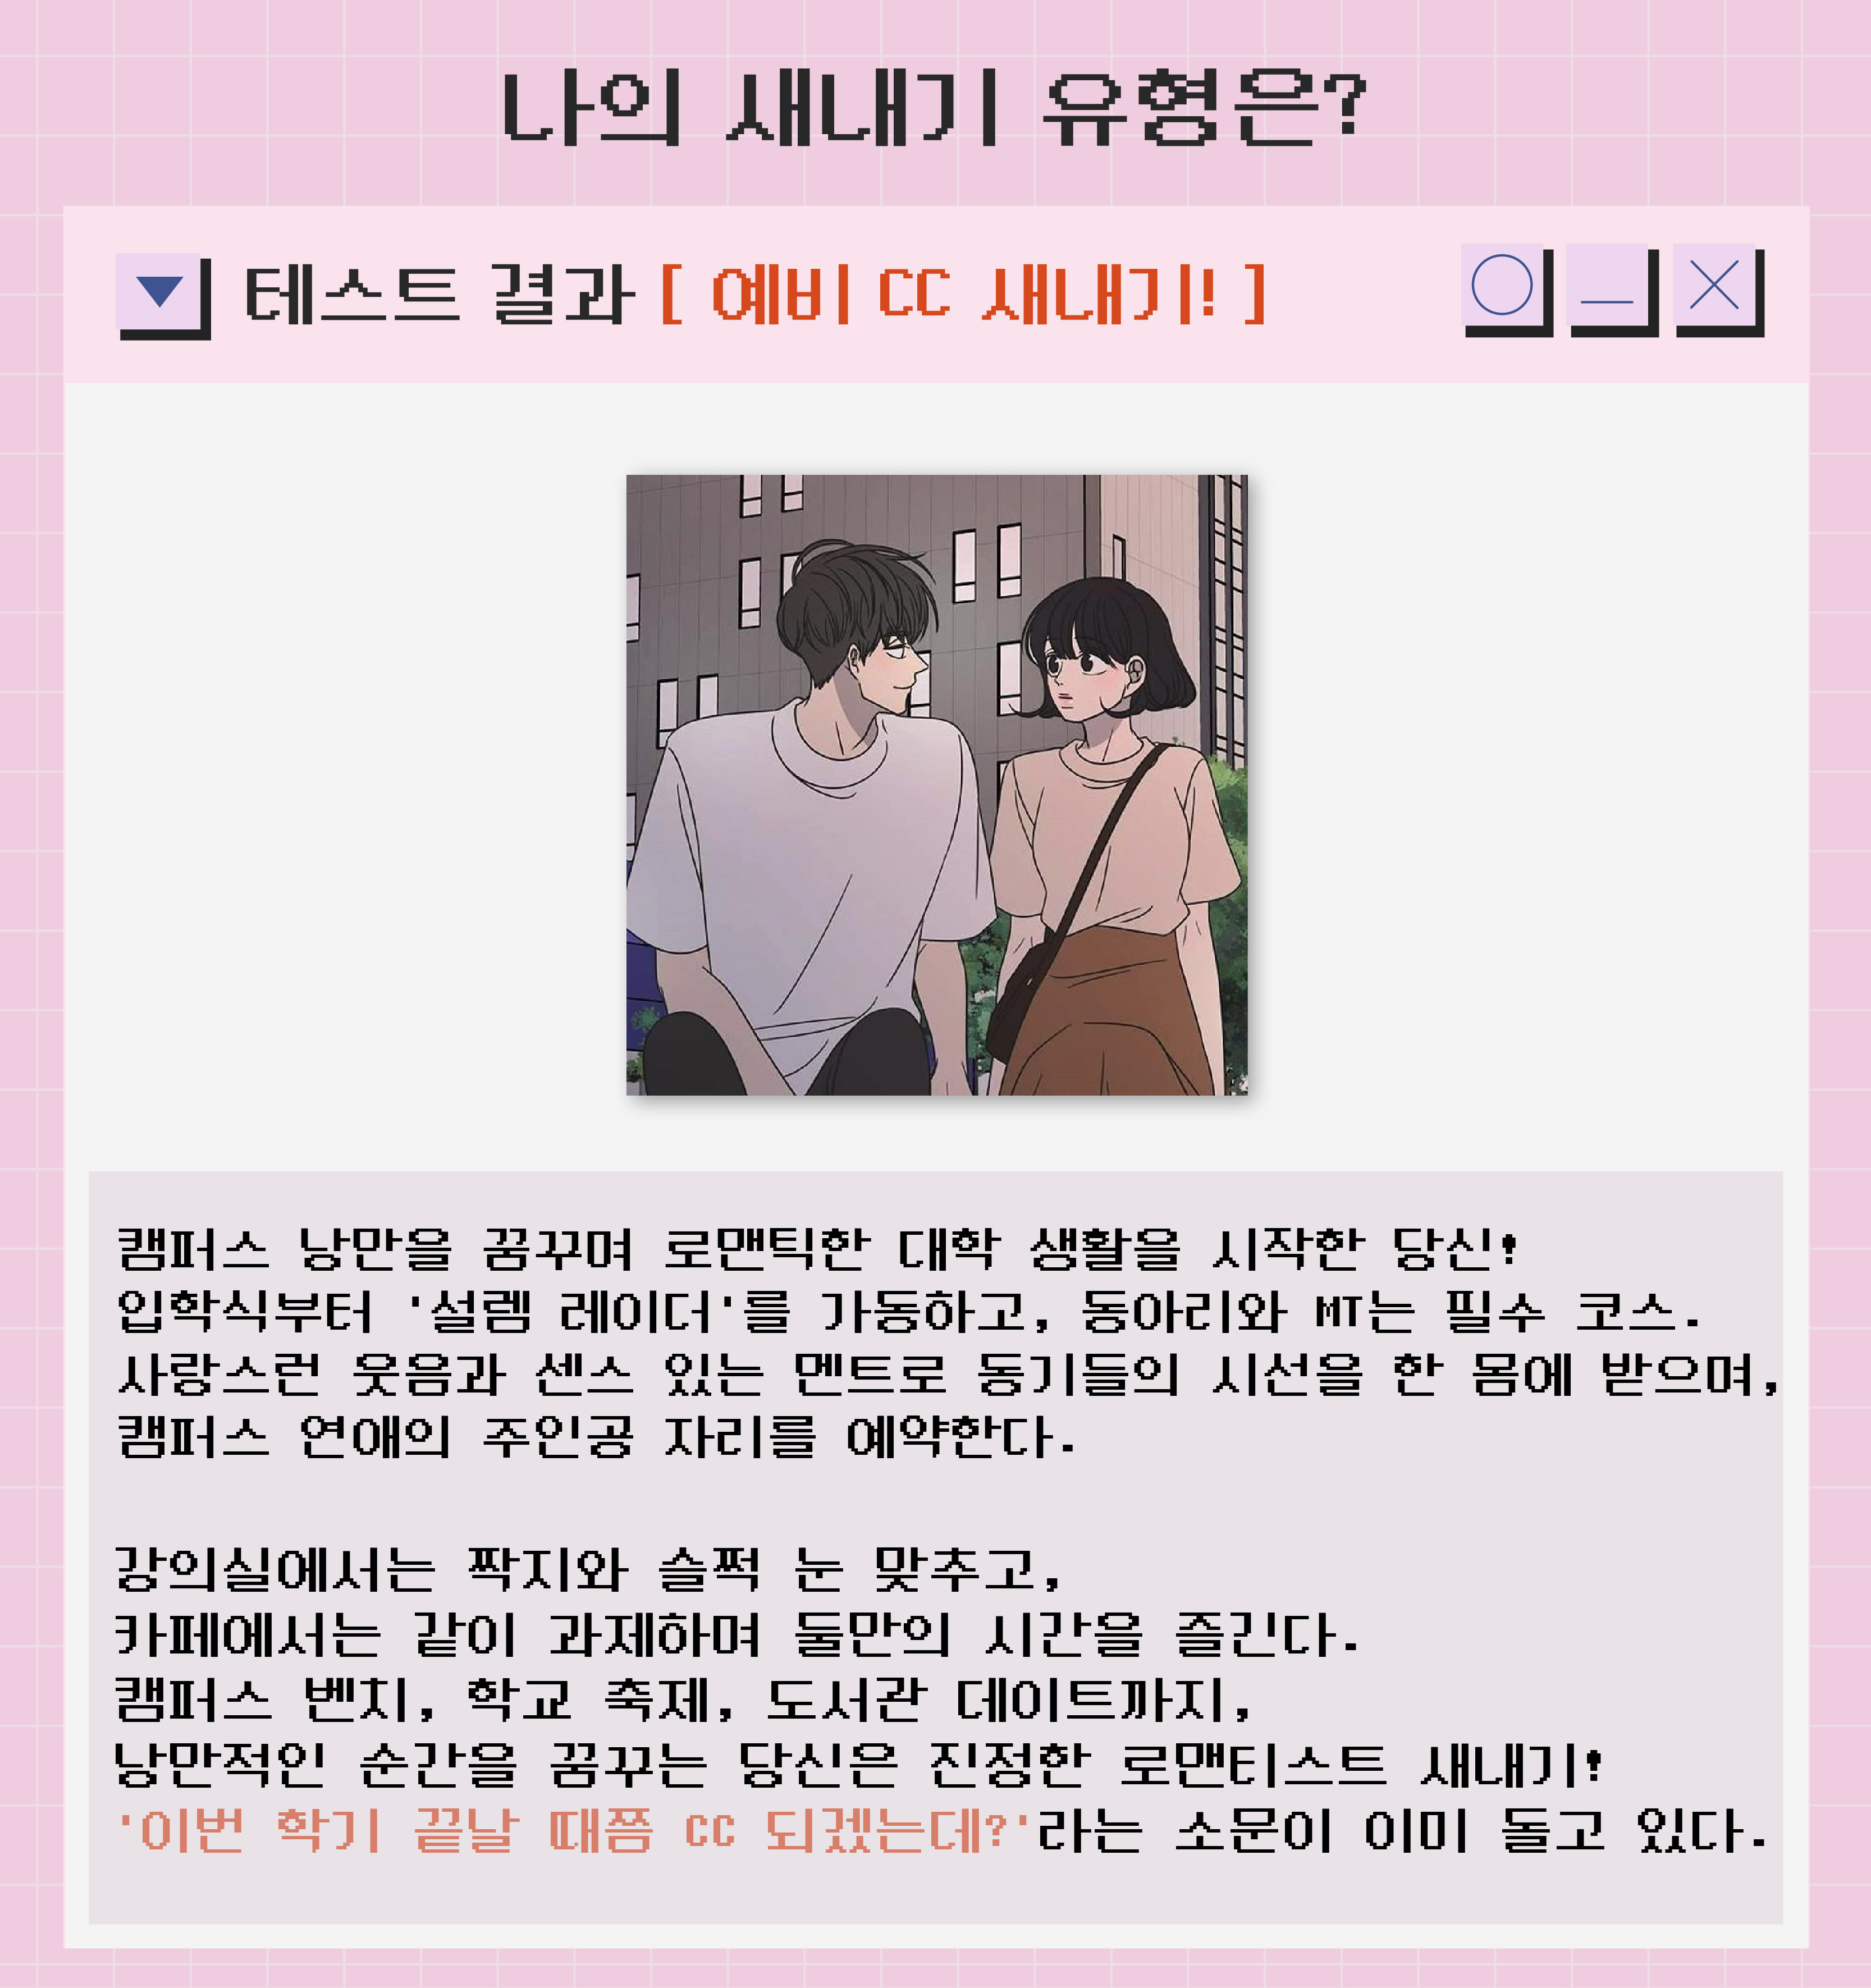 나의 새내기 유형은?
테스트 결과 [ 예비 CC 새내기! ]
캠퍼스 낭만을 꿈꾸며 로맨틱한 대학 생활을 시작한 당신!
입학식부터 '설렘 레이더'를 가동하고, 동아리와 MT는 필수 코스.
사랑스런 웃음과 센스 있는 멘트로 동기들의 시선을 한 몸에 받으며,
캠퍼스 연애의 주인공 자리를 예약한다.
강의실에서는 짝지와 슬쩍 눈 맞추고,
카페에서는 같이 과제하며 둘만의 시간을 즐긴다.
캠퍼스 벤치, 학교 축제, 도서관 데이트까지,
낭만적인 순간을 꿈꾸는 당신은 진정한 로맨티스트 새내기!
'이번 학기 끝날 때쯤 CC 되겠는데?'라는 소문이 이미 돌고 있다.